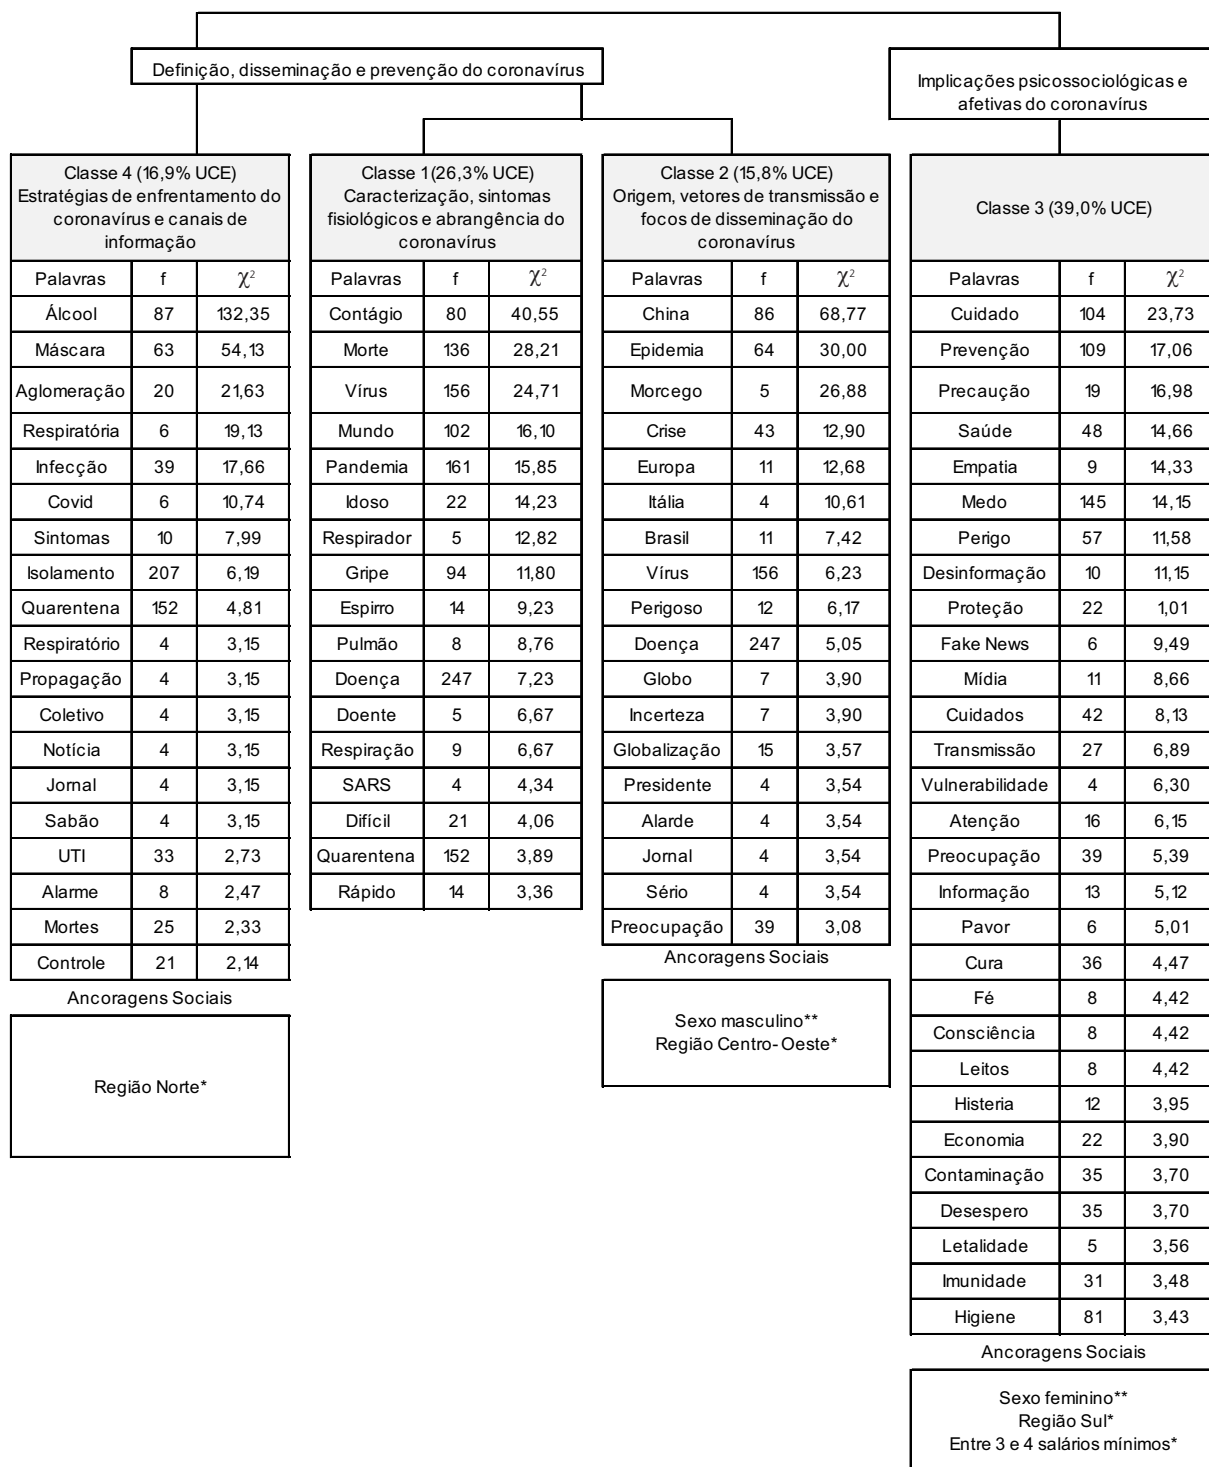 Definição, disseminação e prevenção do coronavírus
Implicações psicossociológicas e
afetivas do coronavírus
Classe 4 (16,9% UCE)
Estratégias de enfrentamento do
coronavírus e canais de
informação
Palavras f χ²
Álcool 87 132,35
Máscara 63 54,13
Aglomeração 20 21,63
Respiratória 6 19,13
Infecção 39 17,66
Covid 6 10,74
Sintomas 10 7,99
Isolamento 207 6,19
Quarentena 152 4,81
Respiratório 4 3,15
Propagação 4 3,15
Coletivo 4 3,15
Notícia 4 3,15
Jornal 4 3,15
Sabão 4 3,15
UTI 33 2,73
Alarme 8 2,47
Mortes 25 2,33
Controle 21 2,14
Ancoragens Sociais
Região Norte*
Classe 1(26,3% UCE)
Caracterização, sintomas
fisiológicos e abrangência do
coronavírus
Palavras f χ²
Contágio 80 40,55
Morte 136 28,21
Vírus 156 24,71
Mundo 102 16,10
Pandemia 161 15,85
Idoso 22 14,23
Respirador 5 12,82
Gripe 94 11,80
Espirro 14 9,23
Pulmão 8 8,76
Doença 247 7,23
Doente 5 6,67
Respiração 9 6,67
SARS 4 4,34
Difícil 21 4,06
Quarentena 152 3,89
Rápido 14 3,36
Classe 2 (15,8% UCE)
Origem, vetores de transmissão e
focos de disseminação do
coronavírus
Palavras f χ²
China 86 68,77
Epidemia 64 30,00
Morcego 5 26,88
Crise 43 12,90
Europa 11 12,68
Itália 4 10,61
Brasil 11 7,42
Vírus 156 6,23
Perigoso 12 6,17
Doença 247 5,05
Globo 7 3,90
Incerteza 7 3,90
Globalização 15 3,57
Presidente 4 3,54
Alarde 4 3,54
Jornal 4 3,54
Sério 4 3,54
Preocupação 39 3,08
Ancoragens Sociais
Sexo masculino**
Região Centro-Oeste*
Classe 3 (39,0% UCE)
Palavras f χ²
Cuidado 104 23,73
Prevenção 109 17,06
Precaução 19 16,98
Saúde 48 14,66
Empatia 9 14,33
Medo 145 14,15
Perigo 57 11,58
Desinformação 10 11,15
Proteção 22 1,01
Fake News 6 9,49
Mídia 11 8,66
Cuidados 42 8,13
Transmissão 27 6,89
Vulnerabilidade 4 6,30
Atenção 16 6,15
Preocupação 39 5,39
Informação 13 5,12
Pavor 6 5,01
Cura 36 4,47
Fé 8 4,42
Consciência 8 4,42
Leitos 8 4,42
Histeria 12 3,95
Economia 22 3,90
Contaminação 35 3,70
Desespero 35 3,70
Letalidade 5 3,56
Imunidade 31 3,48
Higiene 81 3,43
Ancoragens Sociais
Sexo feminino**
Região Sul*
Entre 3 e 4 salários mínimos*